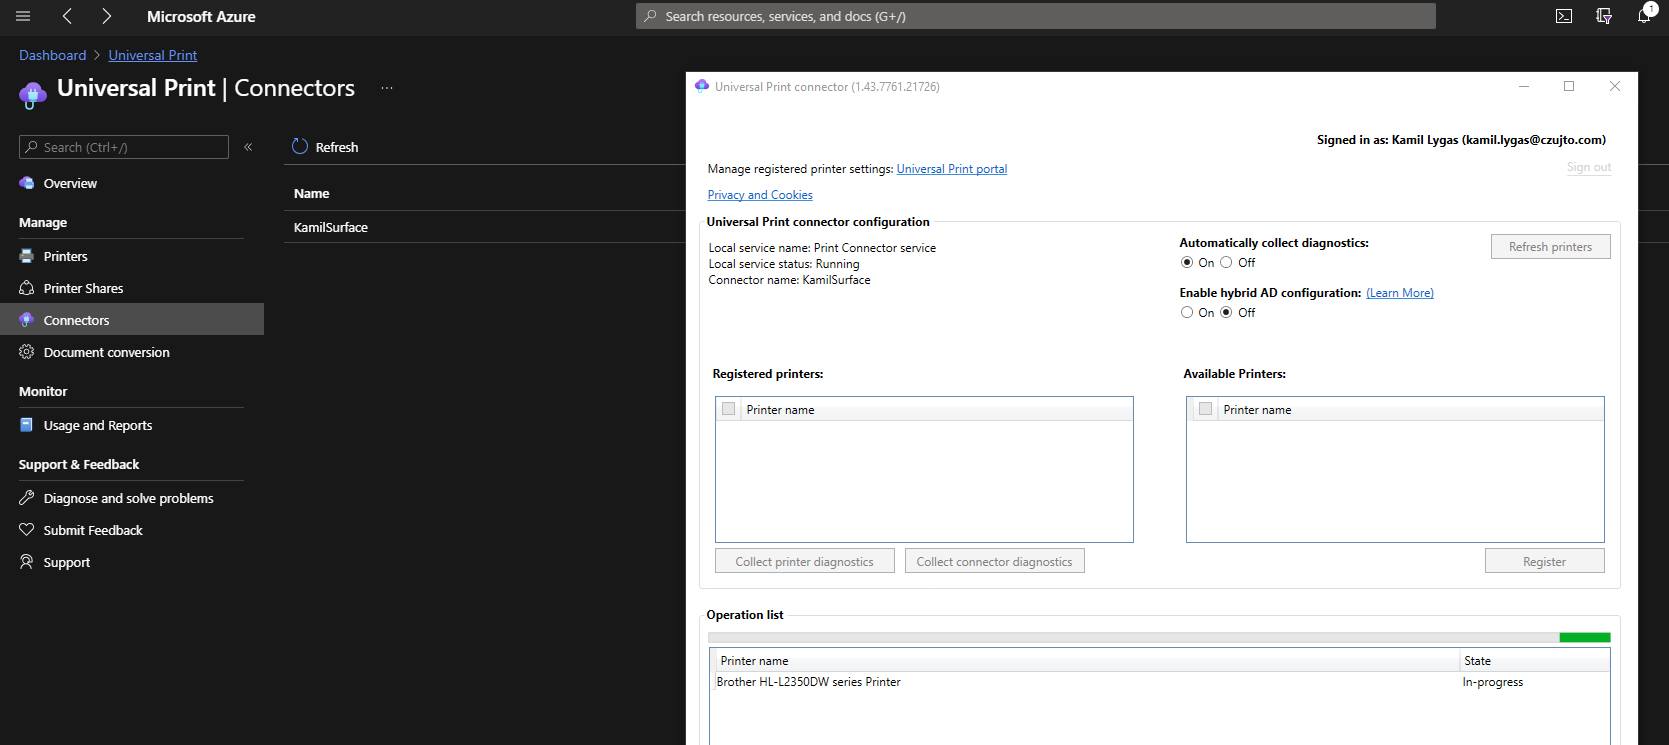 Microsoft Azure
Search resources, services, and docs (G+/)
1
Dashboard > Universal Print
Universal Print | Connectors ...
Search (Ctrl+/) «
Overview
Manage
Printers
Printer Shares
Connectors
Document conversion
Monitor
Usage and Reports
Support & Feedback
Diagnose and solve problems
Submit Feedback
Support
Refresh
Name
KamilSurface
Universal Print connector (1.43.7761.21726)
Signed in as: Kamil Lygas (kamil.lygas@czujto.com)
Manage registered printer settings: Universal Print portal
Sign out
Privacy and Cookies
Universal Print connector configuration
Local service name: Print Connector service
Local service status: Running
Connector name: KamilSurface
Automatically collect diagnostics:
On Off
Refresh printers
Enable hybrid AD configuration: (Learn More)
On Off
Registered printers:
Printer name
Collect printer diagnostics Collect connector diagnostics
Available Printers:
Printer name
Register
Operation list
Printer name State
Brother HL-L2350DW series Printer In-progress